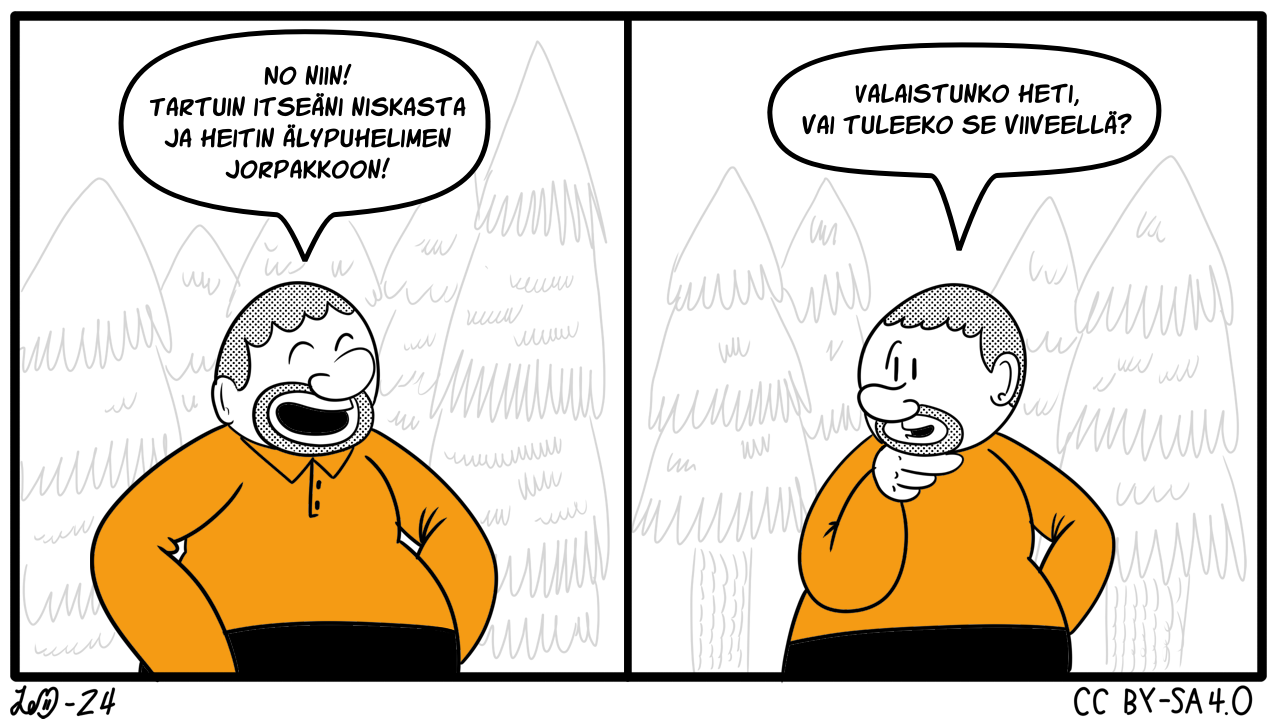 NO NIIN!
TARTUIN ITSEÄNI NISKASTA
JA HEITIN ÄLYPUHELIMEN
JORPAKKOON!
VALAISTUNKO HETI,
VAI TULEEKO SE VIIVEELLÄ?
-24
CC BY-SA 4.0